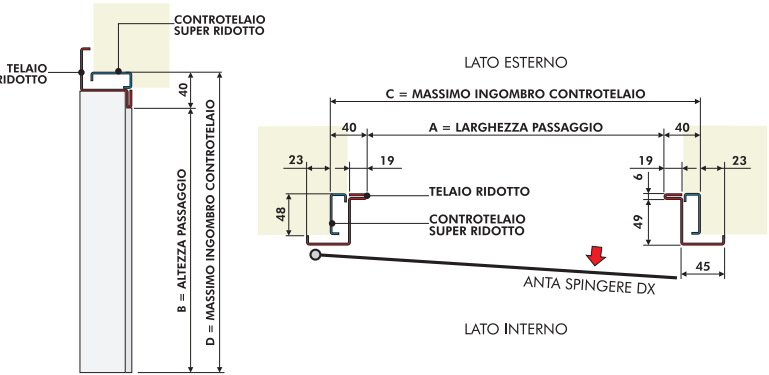 CONTROTELAIO
SUPER RIDOTTO
TELAIO
RIDOTTO
40
B = ALTEZZA PASSAGGIO
D = MASSIMO INGOMBRO CONTROTELAIO
LATO ESTERNO
C = MASSIMO INGOMBRO CONTROTELAIO
40
A = LARGHEZZA PASSAGGIO
40
23
19
19
23
6
TELAIO RIDOTTO
48
CONTROTELAIO
SUPER RIDOTTO
49
45
ANTA SPINGERE DX
LATO INTERNO